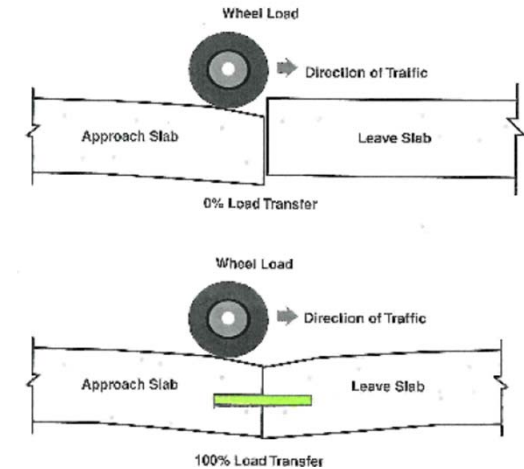 Wheel Load
Direction of Traffic
Approach Slab
Leave Slab
0% Load Transfer
Wheel Load
Direction of Traffic
Approach Slab
Leave Slab
100% Load Transfer